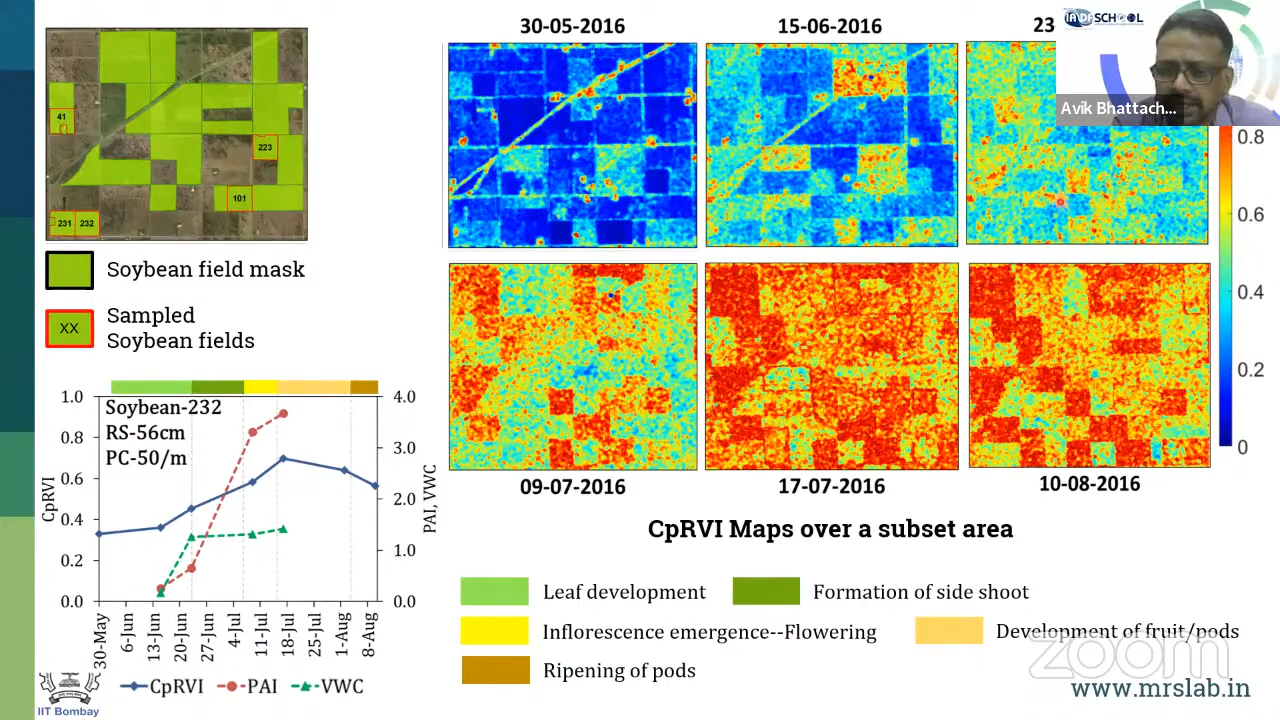 30-05-2016
15-06-2016
23
IADF SCHOOL
Avik Bhattach...
41
223
101
231
232
Soybean field mask
XX
Sampled
Soybean fields
0.8
0.6
0.4
0.2
0
09-07-2016
17-07-2016
10-08-2016
CpRVI Maps over a subset area
Soybean-232
RS-56cm
PC-50/m
1.0
0.8
0.6
0.4
0.2
0.0
CpRVI
4.0
3.0
2.0
1.0
0.0
PAI, VWC
30-May
6-Jun
13-Jun
20-Jun
27-Jun
4-Jul
11-Jul
18-Jul
25-Jul
1-Aug
8-Aug
CpRVI
PAI
VWC
Leaf development
Formation of side shoot
Inflorescence emergence--Flowering
Development of fruit/pods
Ripening of pods
zoom
www.mrslab.in
IIT Bombay